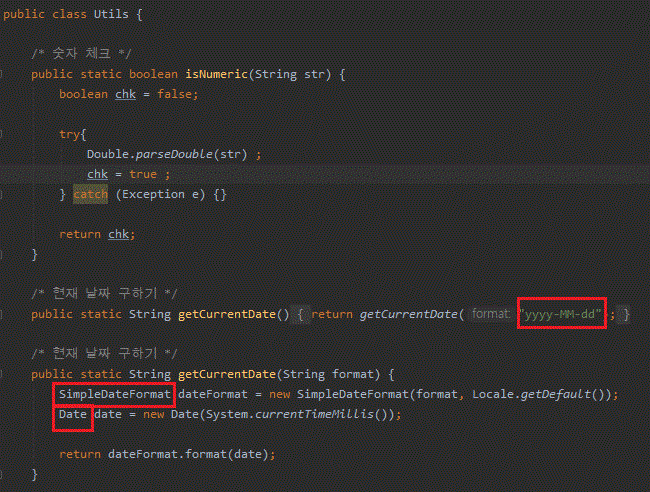 public class Utils {
/* 숫자 체크 */
public static boolean isNumeric(String str) {
boolean chk = false;
try{
Double.parseDouble(str) ;
chk = true ;
} catch (Exception e) {}
return chk;
}
/* 현재 날짜 구하기 */
public static String getCurrentDate() { return getCurrentDate( format: "yyyy-MM-dd"); }
/* 현재 날짜 구하기 */
public static String getCurrentDate(String format) {
SimpleDateFormat dateFormat = new SimpleDateFormat(format, Locale.getDefault());
Date date = new Date(System.currentTimeMillis());
return dateFormat.format(date);
}